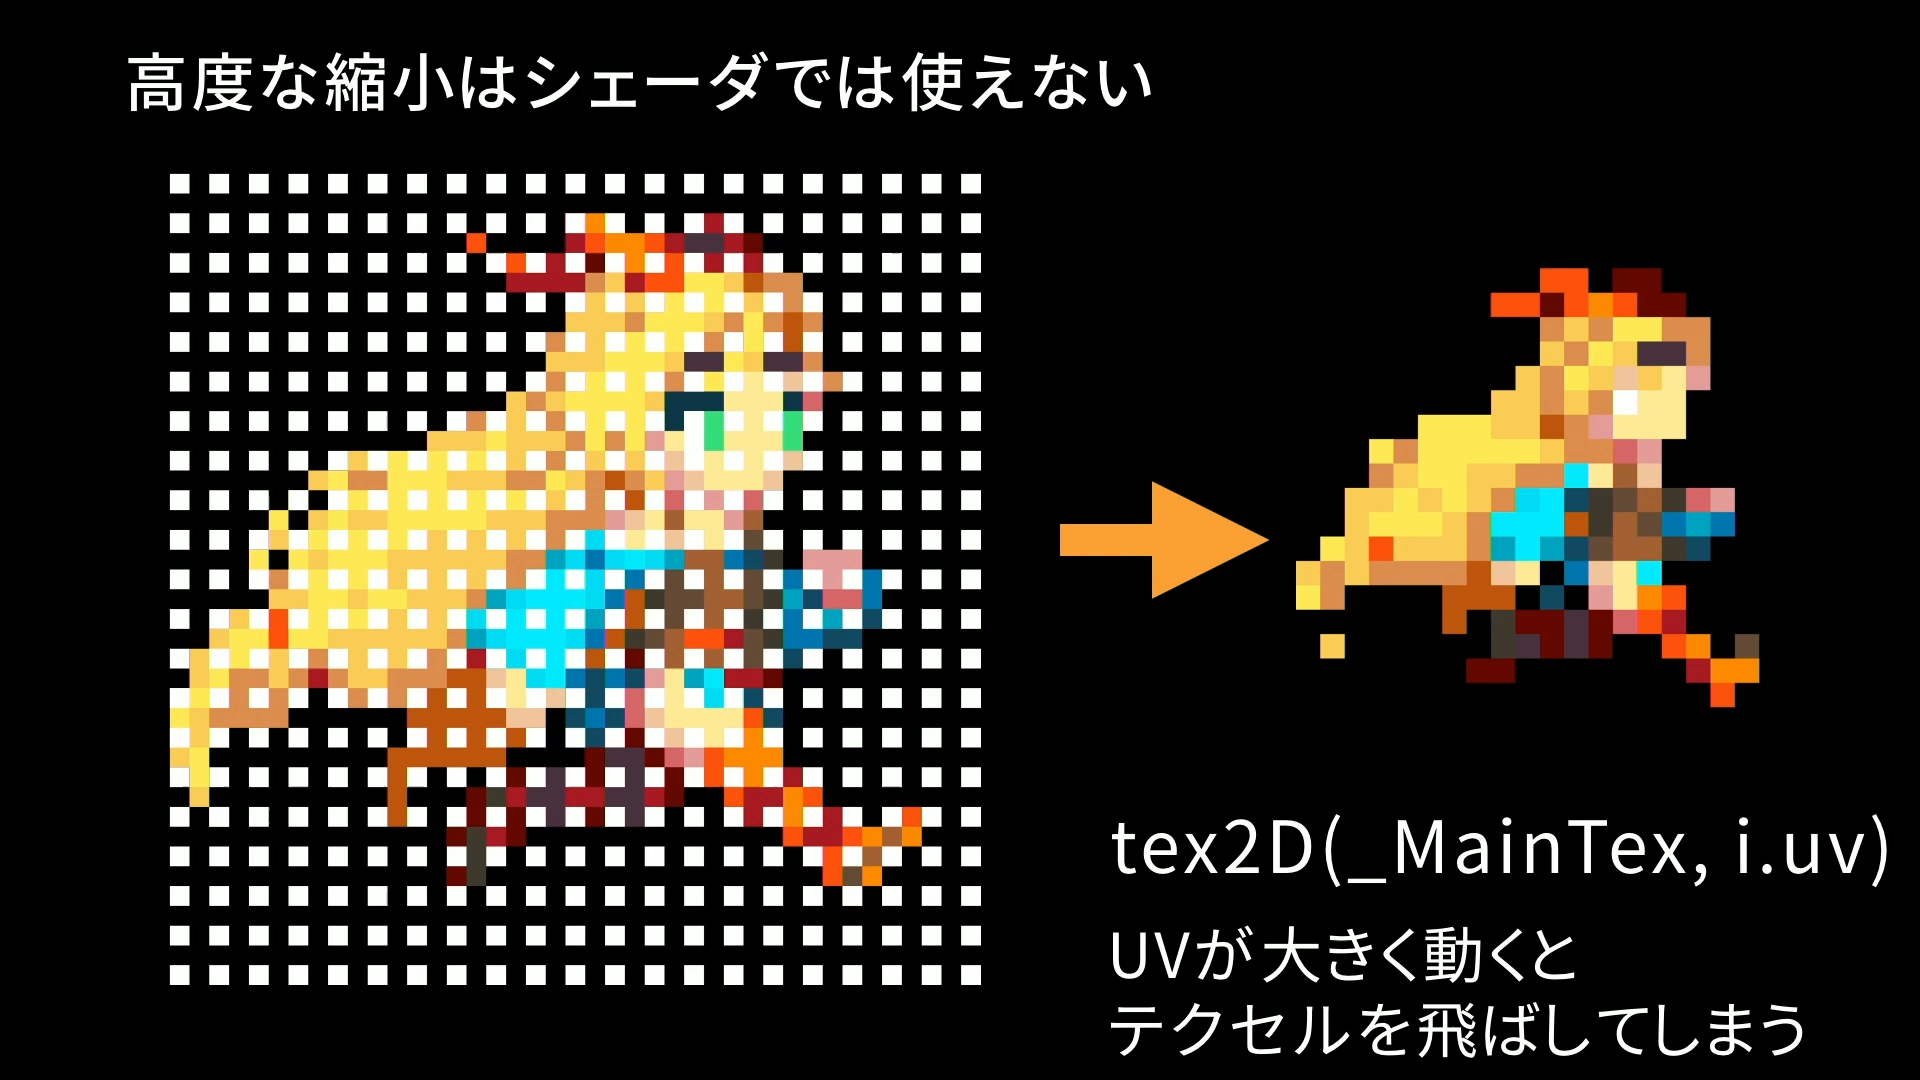 高度な縮小はシェーダでは使えない
tex2D(_MainTex, i.uv)
UVが大きく動くと
テクセルを飛ばしてしまう